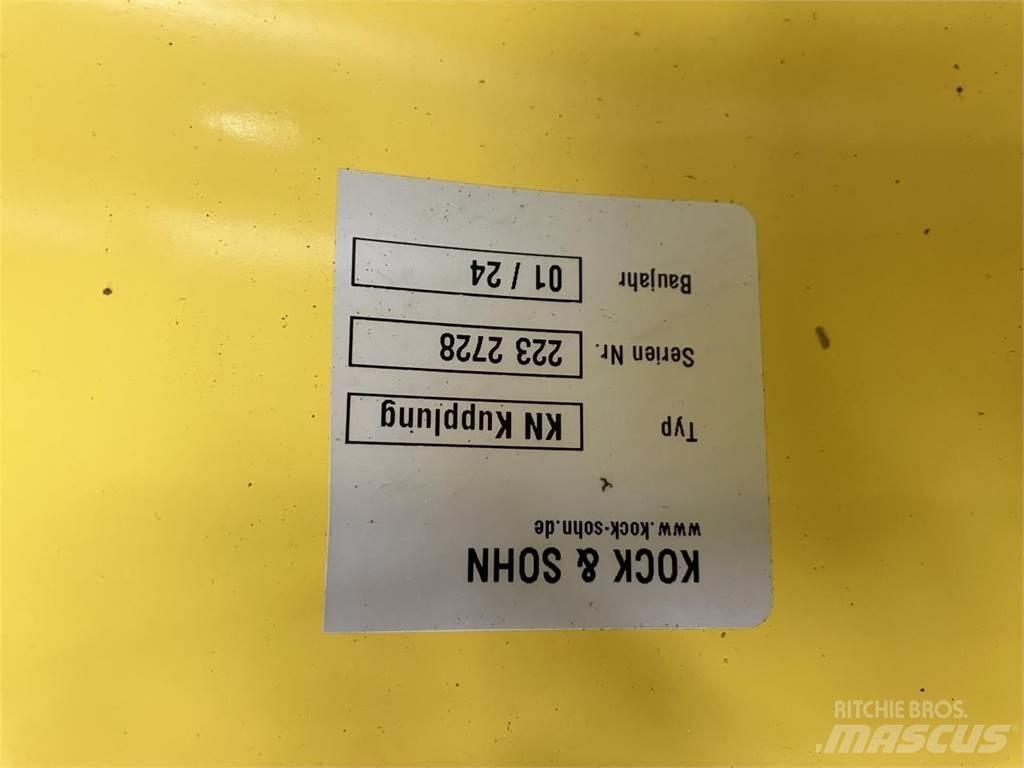 KOCK & SOHN
www.kock-sohn.de
Typ KN Kupplung
Serien Nr. 223 2728
Baujahr 01 / 24
RITCHIE BROS.
MASCUS